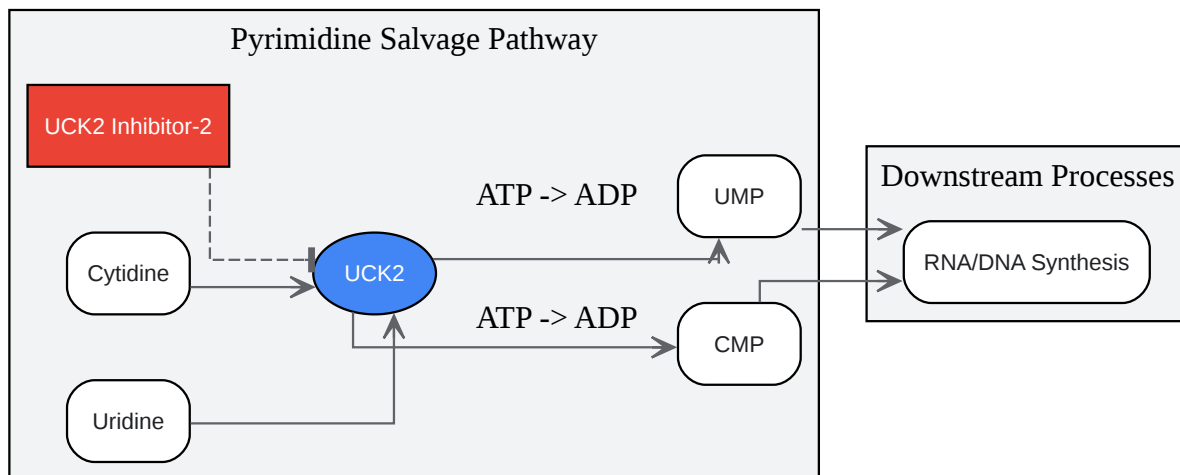 Pyrimidine Salvage Pathway
UCK2 Inhibitor-2
ATP -> ADP
UMP
Downstream Processes
Cytidine
UCK2
RNA/DNA Synthesis
ATP -> ADP
CMP
Uridine